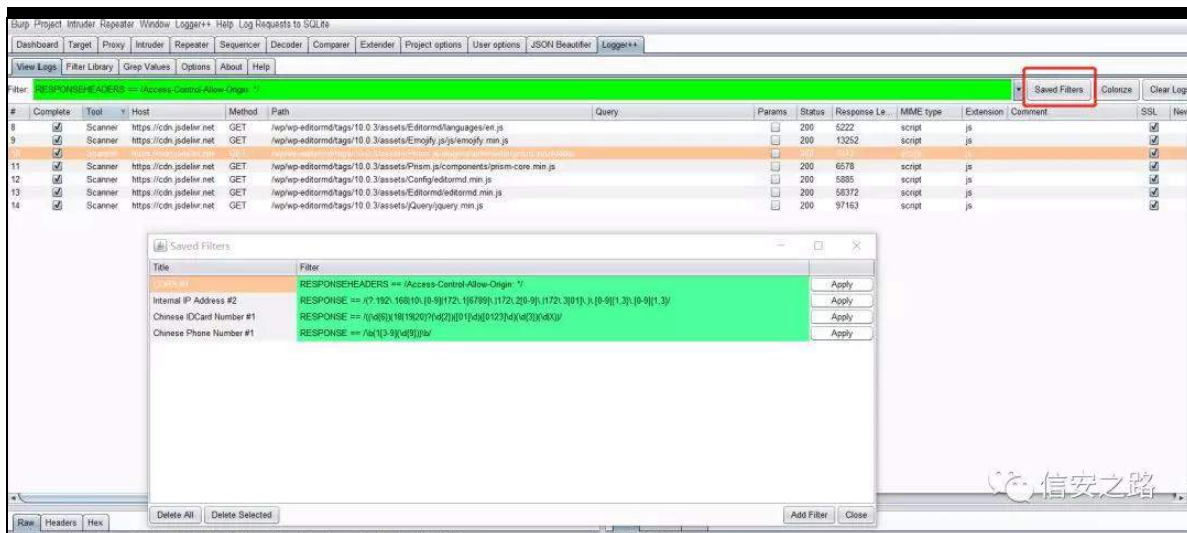 Burp Project Intruder Repeater Window Logger++ Help Log Requests to SQLite
Dashboard Target Proxy Intruder Repeater Sequencer Decoder Comparer Extender Project options User options JSON Beautifier Logger++
View Logs Filter Library Grep Values Options About Help
Filter: RESPONSEHEADERS == /Access-Control-Allow-Origin: */ Saved Filters Colorize Clear Logs
# Complete Tool Host Method Path Query Params Status Response Le... MIME type Extension Comment SSL New
8 Scanner https://cdn.jsdelivr.net GET /wp/wp-editormd/tags/10.0.3/assets/Editormd/languages/en.js 200 5222 script js
9 Scanner https://cdn.jsdelivr.net GET /wp/wp-editormd/tags/10.0.3/assets/Emojify.js/js/emojify.min.js 200 13252 script js
11 Scanner https://cdn.jsdelivr.net GET /wp/wp-editormd/tags/10.0.3/assets/Prism.js/components/prism-core.min.js 200 6578 script js
12 Scanner https://cdn.jsdelivr.net GET /wp/wp-editormd/tags/10.0.3/assets/Config/editormd.min.js 200 5885 script js
13 Scanner https://cdn.jsdelivr.net GET /wp/wp-editormd/tags/10.0.3/assets/Editormd/editormd.min.js 200 58372 script js
14 Scanner https://cdn.jsdelivr.net GET /wp/wp-editormd/tags/10.0.3/assets/jQuery/jquery.min.js 200 97163 script js
Saved Filters
Title Filter
RESPONSEHEADERS == /Access-Control-Allow-Origin: */ Apply
Internal IP Address #2 RESPONSE == Apply
Chinese IDCard Number #1 RESPONSE == Apply
Chinese Phone Number #1 RESPONSE == /\b(1[3-9](\d{9}))\b/ Apply
Delete All Delete Selected Add Filter Close
信安之路
Raw Headers Hex